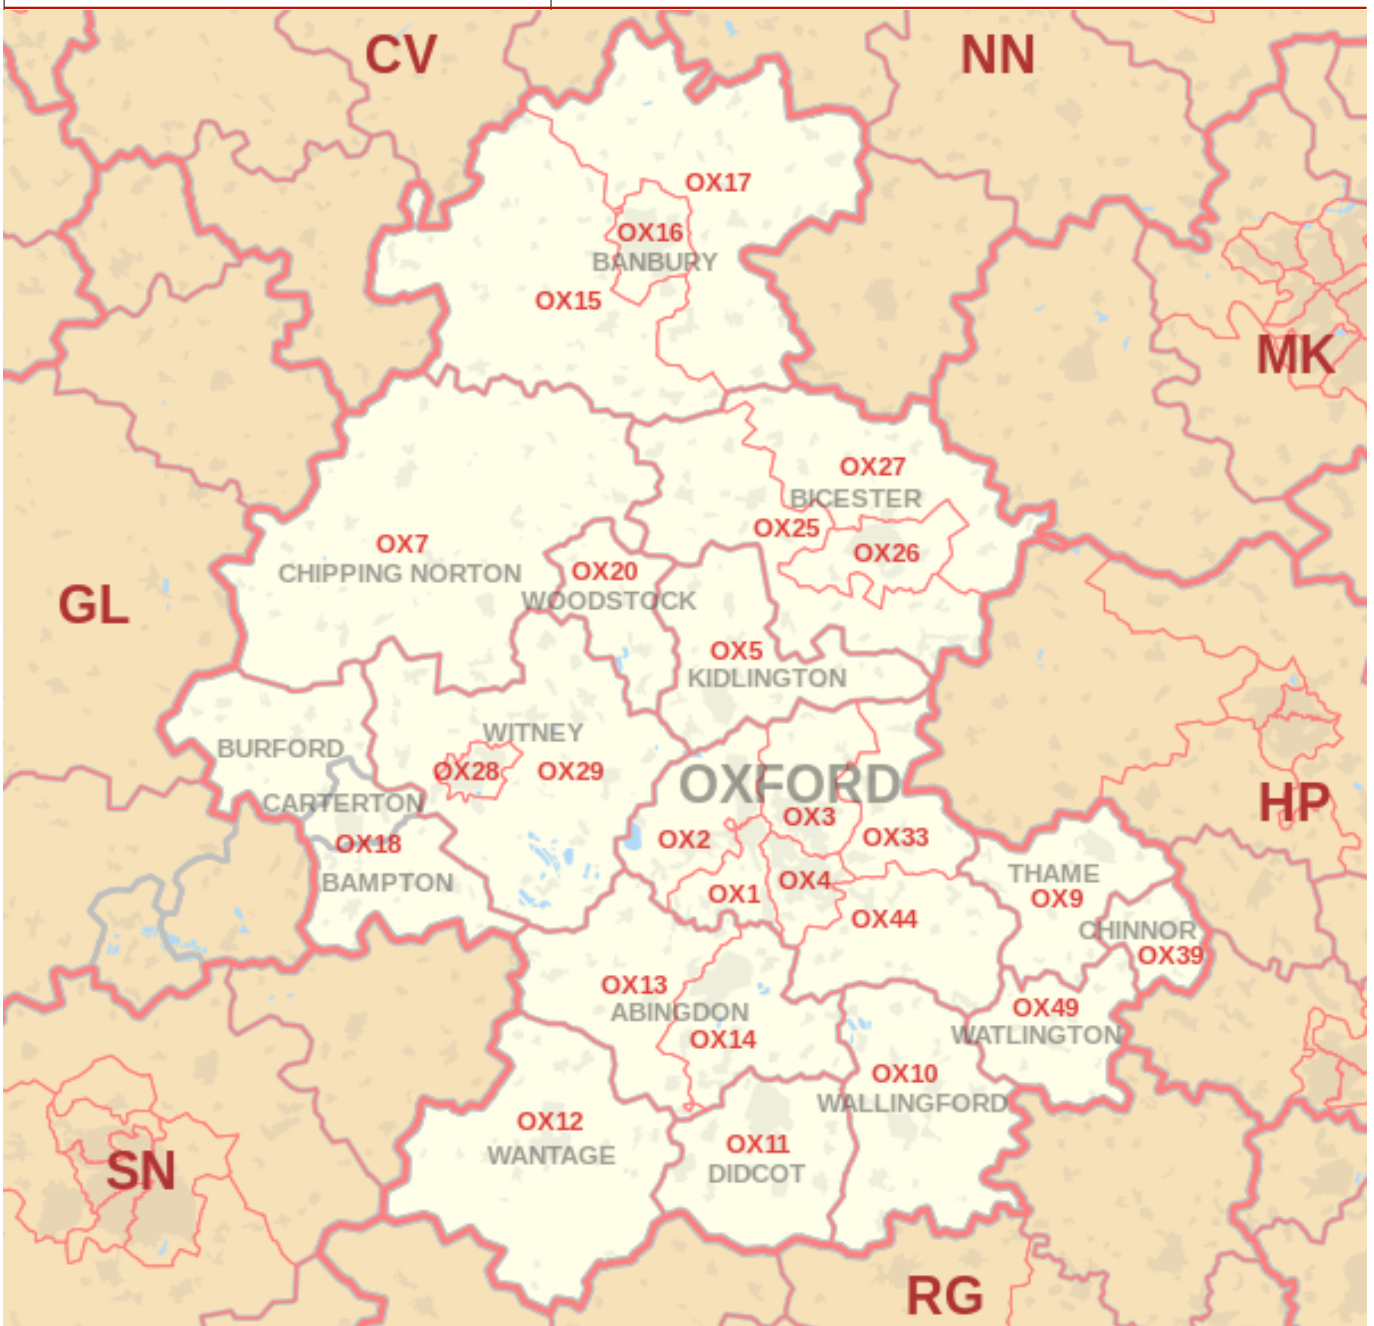 CV
NN
OX17
OX16
BANBURY
OX15
MK
OX27
BICESTER
OX25
OX26
OX7
CHIPPING NORTON
OX20
WOODSTOCK
GL
OX5
KIDLINGTON
WITNEY
BURFORD
OX28
OX29
OXFORD
CARTERTON
HP
OX3
OX2
OX33
OX18
THAME
BAMPTON
OX1
OX4
OX9
OX44
CHINNOR
OX39
OX13
ABINGDON
OX49
WATLINGTON
OX14
OX10
WALLINGFORD
OX12
WANTAGE
OX11
DIDCOT
SN
RG